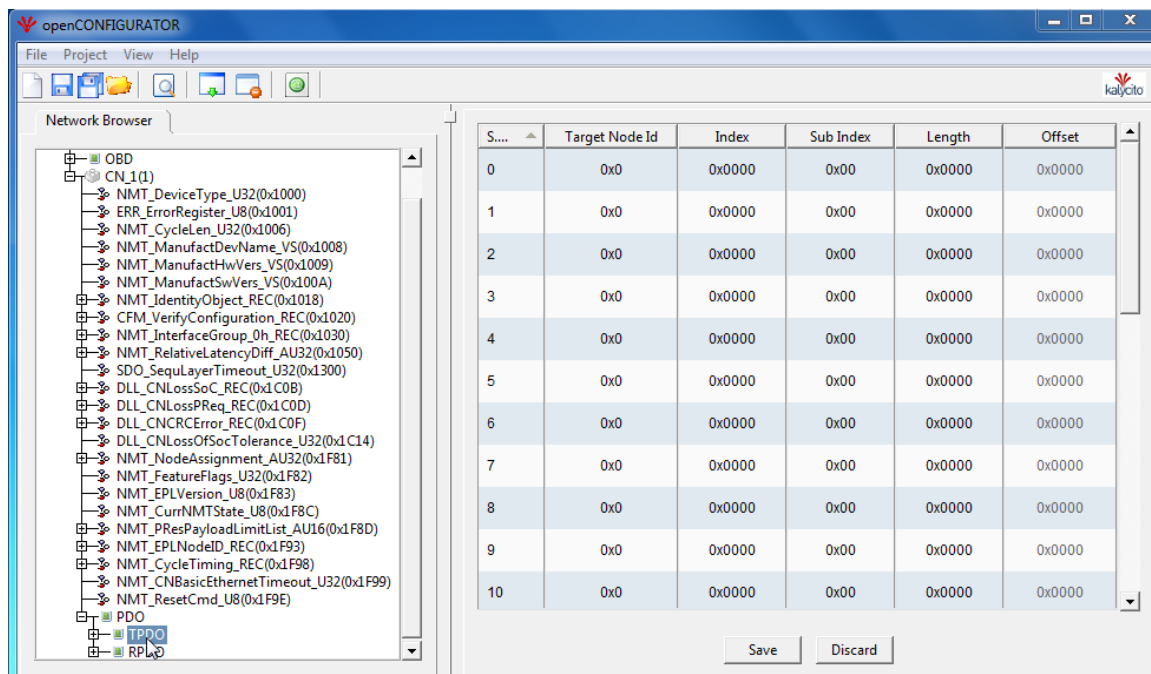 openCONFIGURATOR
File Project View Help
kalycito
Network Browser
OBD
CN_1(1)
NMT_DeviceType_U32(0x1000)
ERR_ErrorRegister_U8(0x1001)
NMT_CycleLen_U32(0x1006)
NMT_ManufactDevName_VS(0x1008)
NMT_ManufactHwVers_VS(0x1009)
NMT_ManufactSwVers_VS(0x100A)
NMT_IdentityObject_REC(0x1018)
CFM_VerifyConfiguration_REC(0x1020)
NMT_InterfaceGroup_0h_REC(0x1030)
NMT_RelativeLatencyDiff_AU32(0x1050)
SDO_SequLayerTimeout_U32(0x1300)
DLL_CNLossSoC_REC(0x1C0B)
DLL_CNLossPReq_REC(0x1C0D)
DLL_CNCRCError_REC(0x1C0F)
DLL_CNLossOfSocTolerance_U32(0x1C14)
NMT_NodeAssignment_AU32(0x1F81)
NMT_FeatureFlags_U32(0x1F82)
NMT_EPLVersion_U8(0x1F83)
NMT_CurrNMTState_U8(0x1F8C)
NMT_PResPayloadLimitList_AU16(0x1F8D)
NMT_EPLNodeID_REC(0x1F93)
NMT_CycleTiming_REC(0x1F98)
NMT_CNBasicEthernetTimeout_U32(0x1F99)
NMT_ResetCmd_U8(0x1F9E)
PDO
TPDO
RPDO
S.... Target Node Id Index Sub Index Length Offset
0 0x0 0x0000 0x00 0x0000 0x0000
1 0x0 0x0000 0x00 0x0000 0x0000
2 0x0 0x0000 0x00 0x0000 0x0000
3 0x0 0x0000 0x00 0x0000 0x0000
4 0x0 0x0000 0x00 0x0000 0x0000
5 0x0 0x0000 0x00 0x0000 0x0000
6 0x0 0x0000 0x00 0x0000 0x0000
7 0x0 0x0000 0x00 0x0000 0x0000
8 0x0 0x0000 0x00 0x0000 0x0000
9 0x0 0x0000 0x00 0x0000 0x0000
10 0x0 0x0000 0x00 0x0000 0x0000
Save Discard